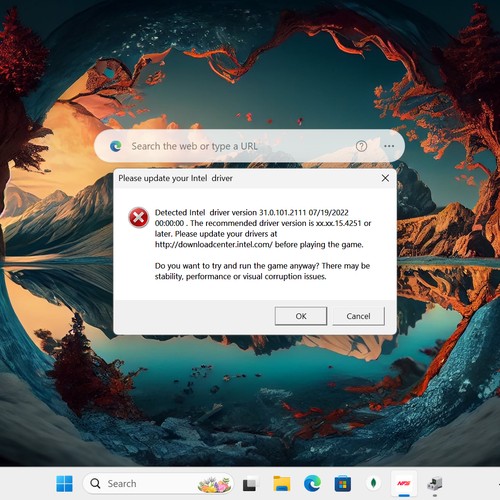 Search the web or type a URL
Please update your Intel  driver
Detected Intel  driver version 31.0.101.2111 07/19/2022
00:00:00 . The recommended driver version is xx.xx.15.4251 or
later. Please update your drivers at
http://downloadcenter.intel.com/ before playing the game.
Do you want to try and run the game anyway? There may be
stability, performance or visual corruption issues.
OK
Cancel
Search
NFS